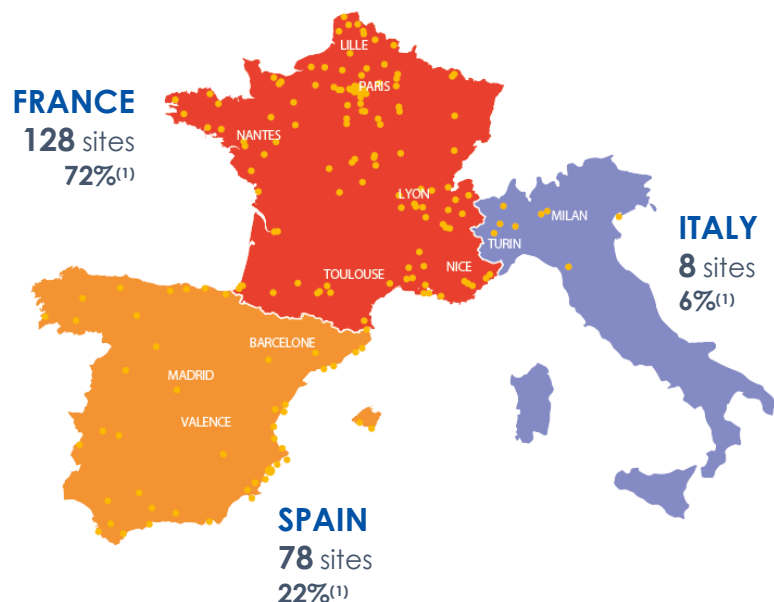 LILLE
PARIS
FRANCE
128 sites
72%(1)
NANTES
LYON
MILAN
TURIN
ITALY
8 sites
6%(1)
TOULOUSE
NICE
BARCELONE
MADRID
VALENCE
SPAIN
78 sites
22%(1)